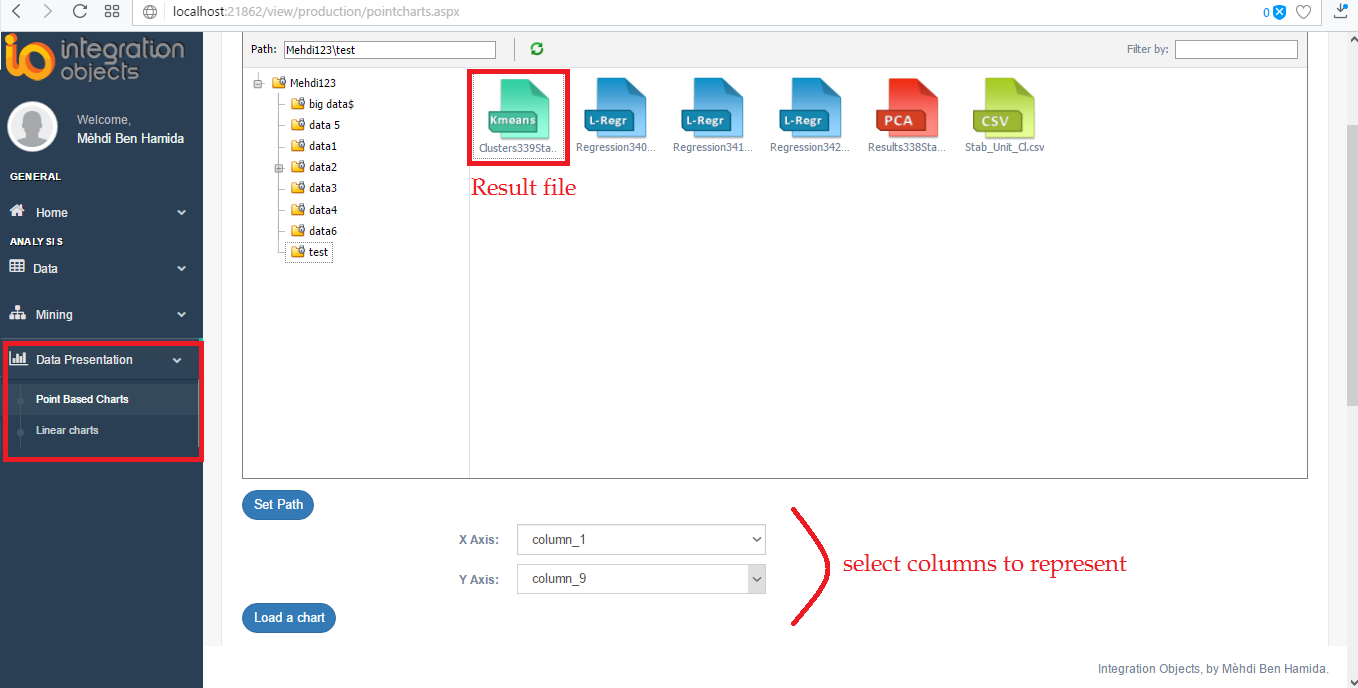 localhost:21862/view/production/pointcharts.aspx
0
integration
objects
Path: Mehdi123\test
Filter by:
Welcome,
Mèhdi Ben Hamida
GENERAL
Home
ANALYSIS
Data
Mining
Data Presentation
Point Based Charts
Linear charts
Mehdi123
big data$
data 5
data1
data2
data3
data4
data6
test
Kmeans
L-Regr
L-Regr
L-Regr
PCA
CSV
Clusters339Sta..
Regression340...
Regression341...
Regression342...
Results338Sta...
Stab_Unit_Cl.csv
Result file
Set Path
X Axis: column_1
Y Axis: column_9
select columns to represent
Load a chart
Integration Objects, by Mèhdi Ben Hamida.